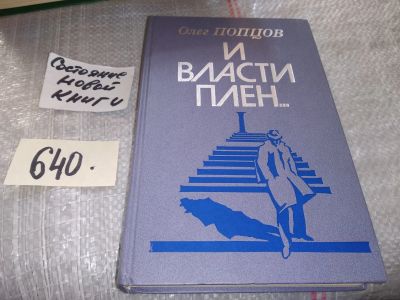 Состояние
новой
книги
640.
Олег ПОПЦОВ
И
ВЛАСТИ
ПЛЕН...